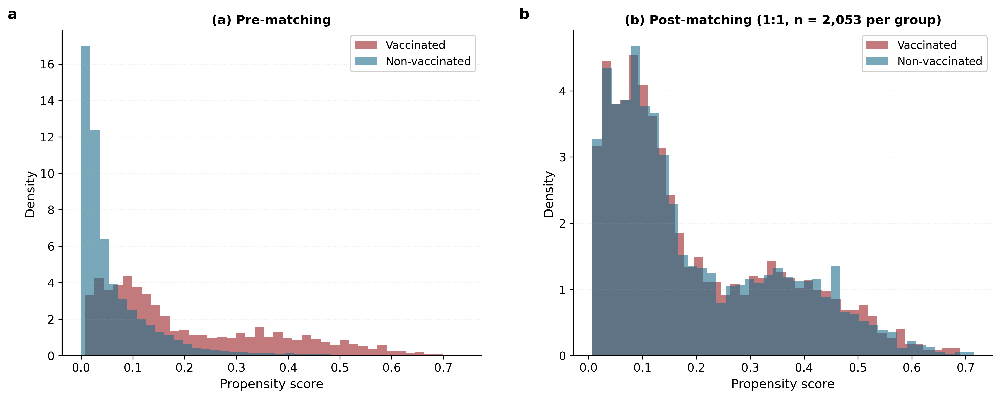 a
(a) Pre-matching
Vaccinated
Non-vaccinated
16
14
12
10
8
6
4
2
0
Density
0.0 0.1 0.2 0.3 0.4 0.5 0.6 0.7
Propensity score
b
(b) Post-matching (1:1, n = 2,053 per group)
Vaccinated
Non-vaccinated
4
3
2
1
0
Density
0.0 0.1 0.2 0.3 0.4 0.5 0.6 0.7
Propensity score